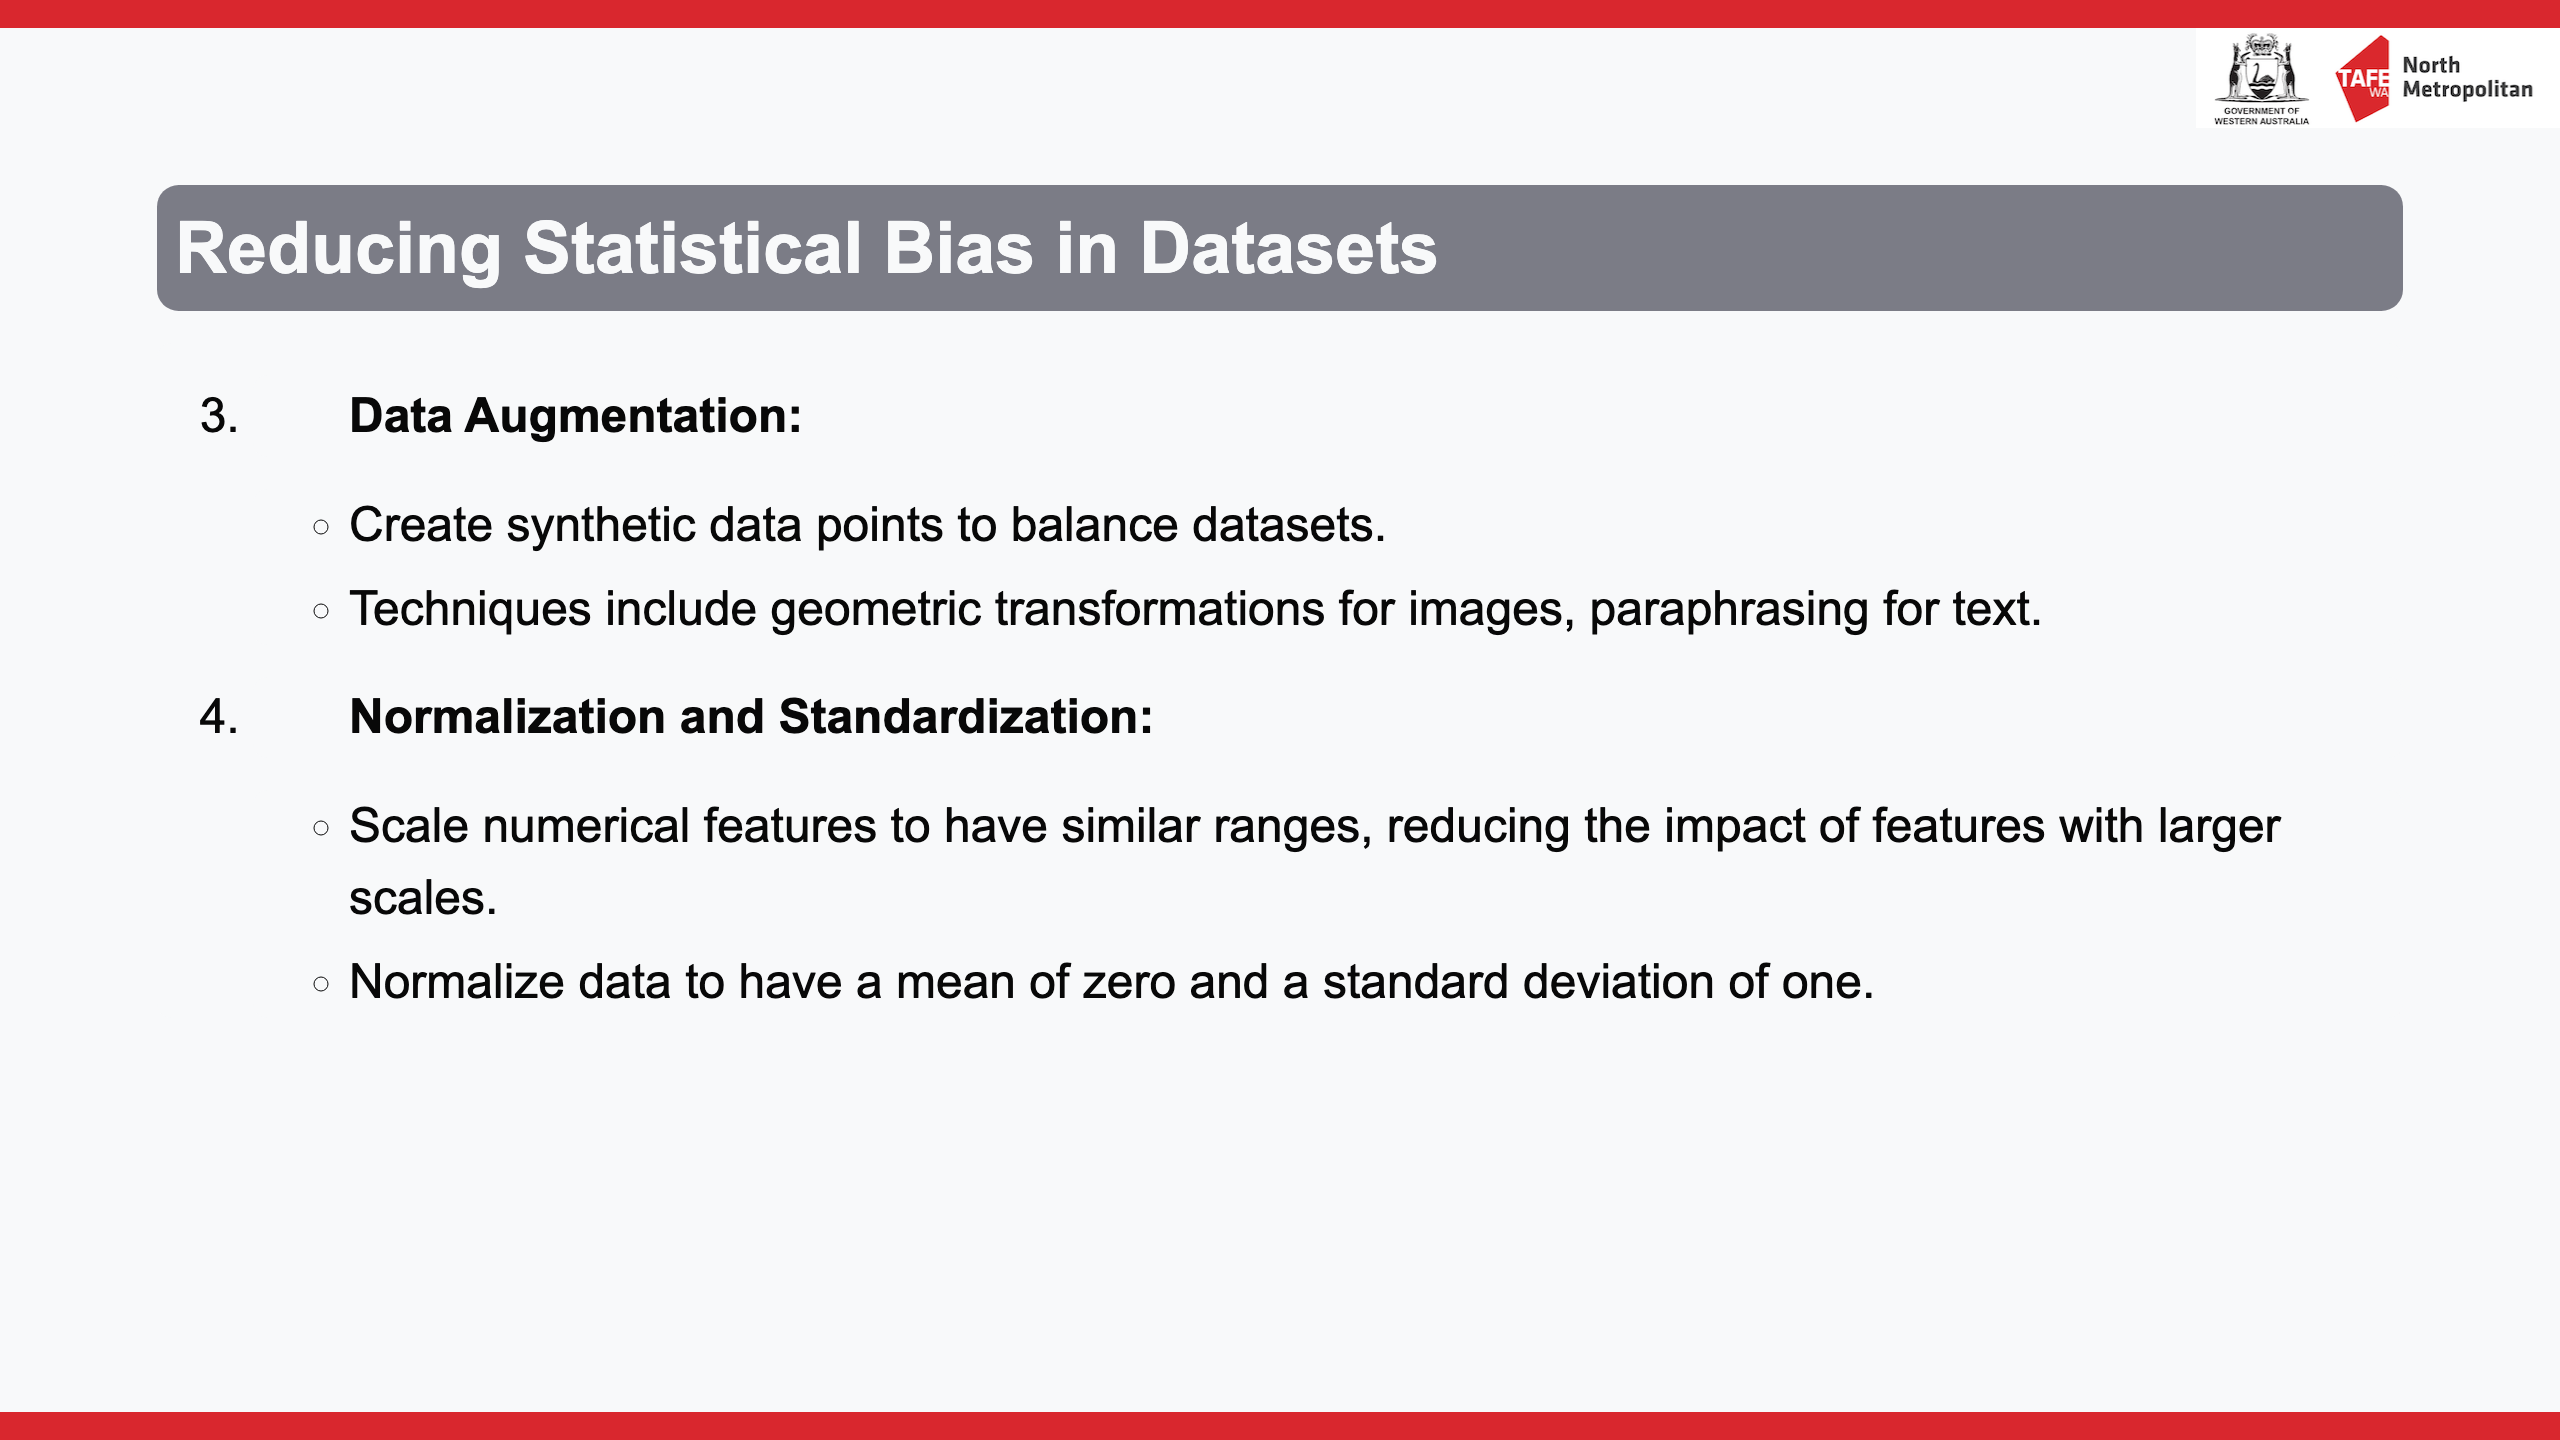 GOVERNMENT OF
WESTERN AUSTRALIA
TAFE
WA
North
Metropolitan
Reducing Statistical Bias in Datasets
3. Data Augmentation:
○ Create synthetic data points to balance datasets.
○ Techniques include geometric transformations for images, paraphrasing for text.
4. Normalization and Standardization:
○ Scale numerical features to have similar ranges, reducing the impact of features with larger
scales.
○ Normalize data to have a mean of zero and a standard deviation of one.